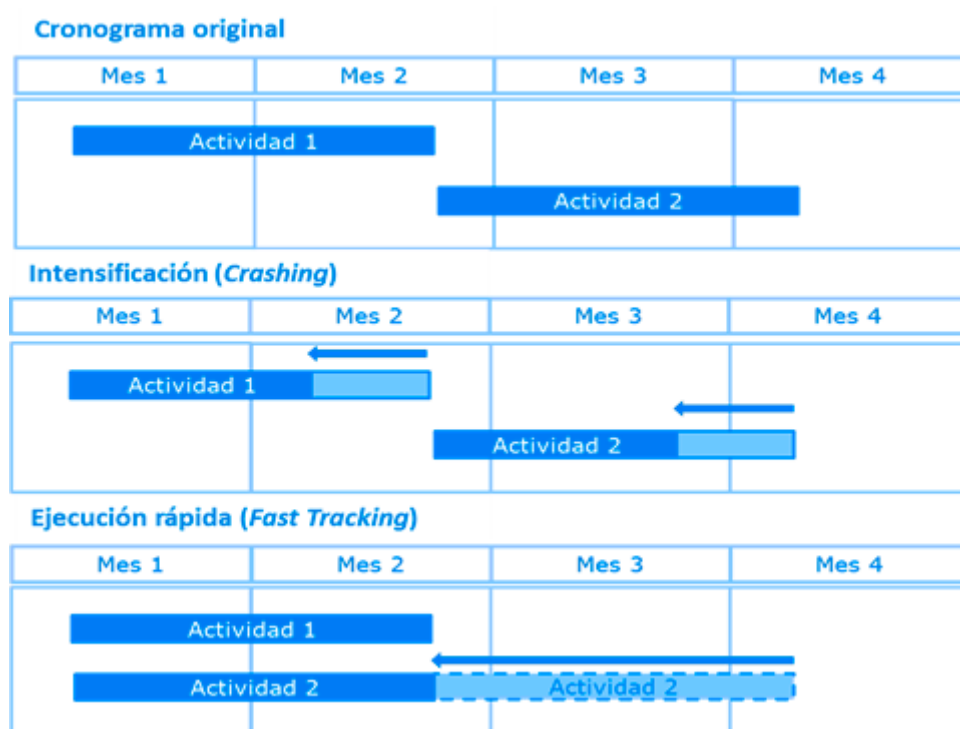 Cronograma original
Mes 1 Mes 2 Mes 3 Mes 4
Actividad 1
Actividad 2
Intensificación (Crashing)
Mes 1 Mes 2 Mes 3 Mes 4
Actividad 1
Actividad 2
Ejecución rápida (Fast Tracking)
Mes 1 Mes 2 Mes 3 Mes 4
Actividad 1
Actividad 2 Actividad 2